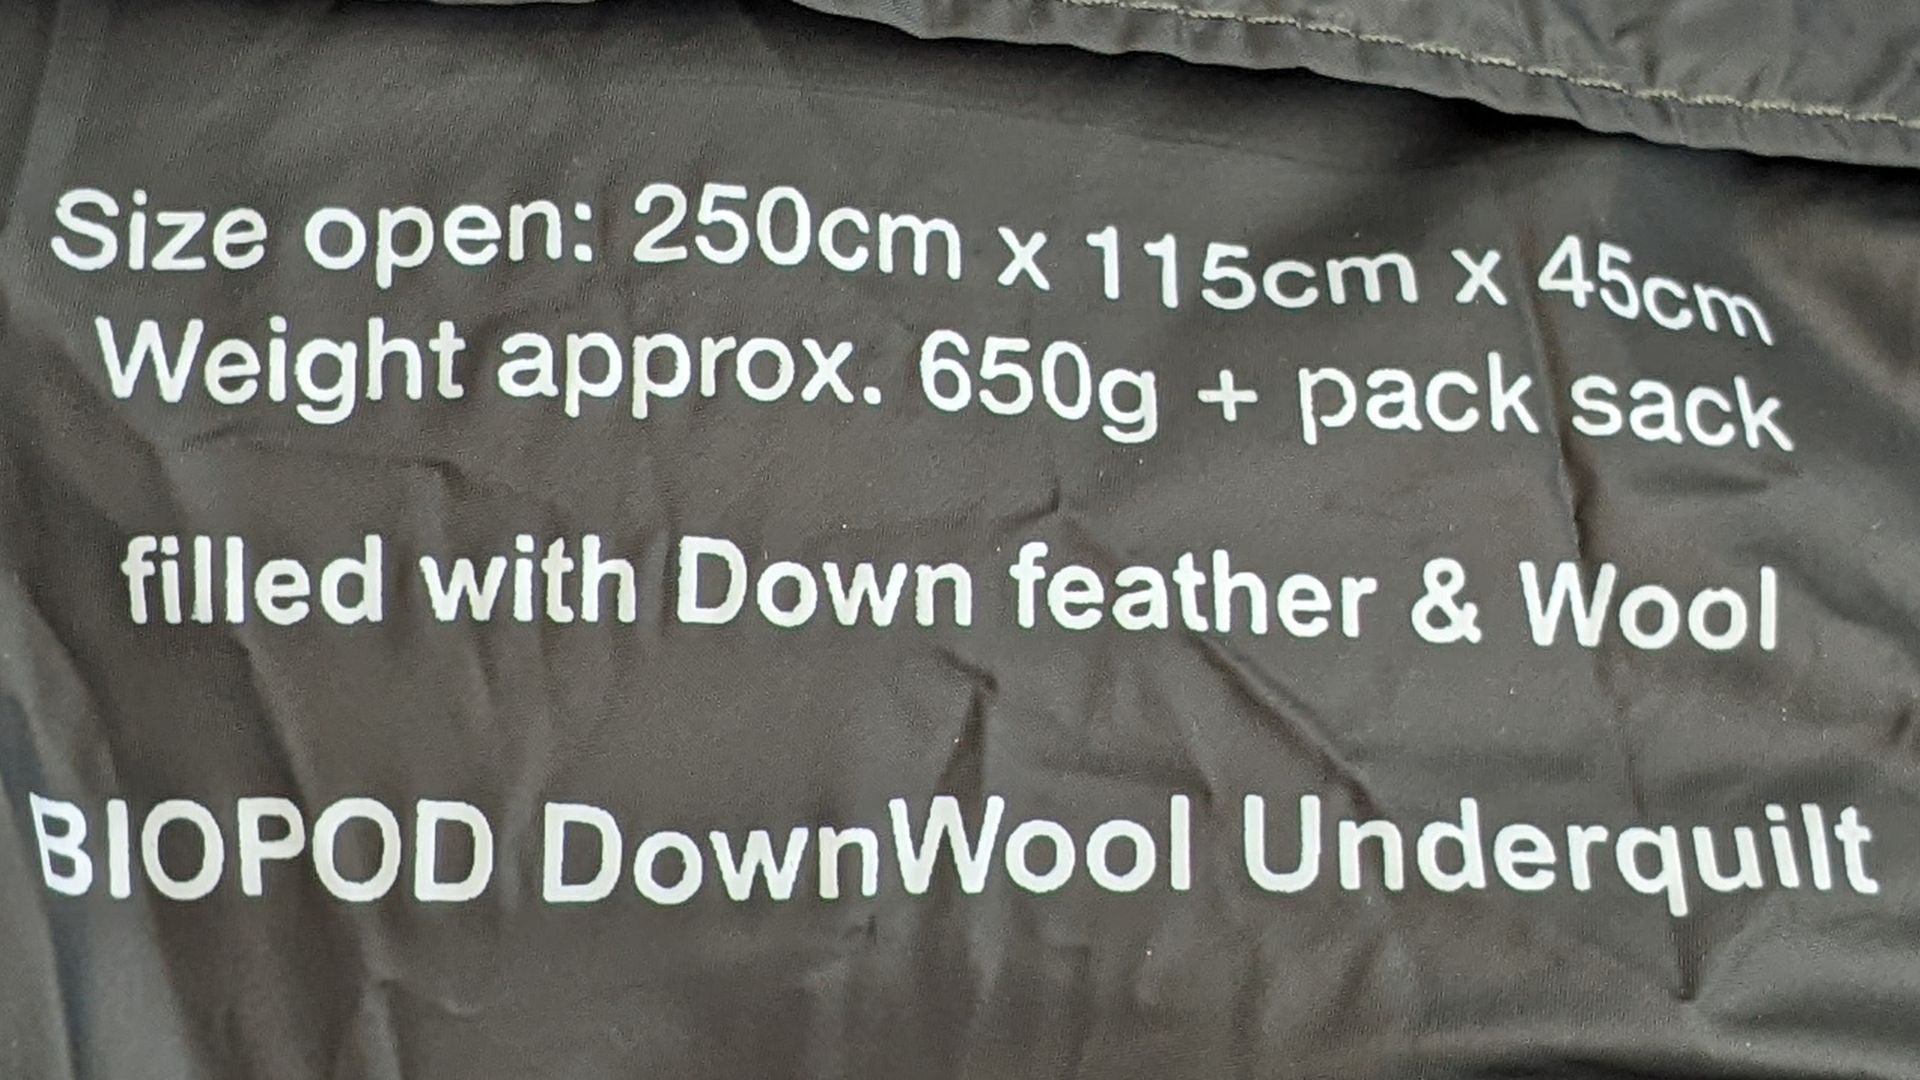 Size open: 250cm x 115cm x 45cm
Weight approx. 650g + pack sack
filled with Down feather & Wool
BIOPOD DownWool Underquilt